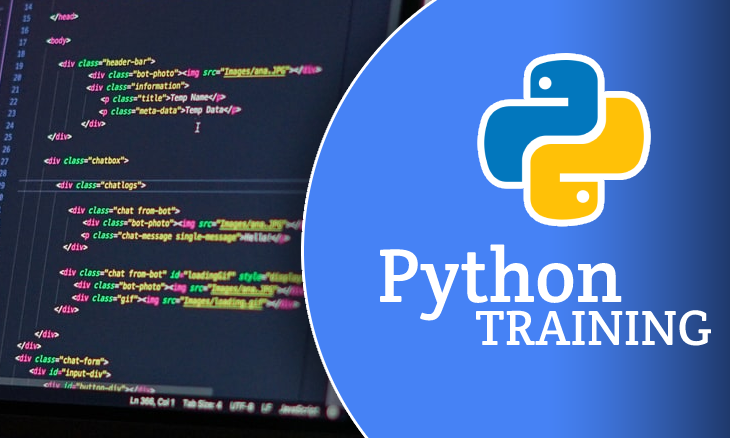 14
15 </head>
16
17 <body>
18
19 <div class="header-bar">
20 <div class="bot-photo"><img src="Images/ana.JPG"></div>
21 <div class="information">
22 <p class="title">Temp Name</p>
23 <p class="meta-data">Temp Data</p>
24 </div>
25 </div>
26
27 <div class="chatbox">
28
29 <div class="chatlogs">
<div class="chat from-bot">
<div class="bot-photo"><img src="Images/ana.JPG"></
<p class="chat-message single-message">Hello!</p>
</div>
<div class="chat from-bot" id="loadingGif" style="display
<div class="bot-photo"><img src="Images/ana.JPG"></div>
<div class="gif"><img src="Images/loading.gif"></div>
</div>
</div>
</div>
<div class="chat-form">
<div id="input-div">
<div id="button-div">
Ln 366, Col 1 Tab Size: 4 UTF-8 LF JavaScript
Python
TRAINING